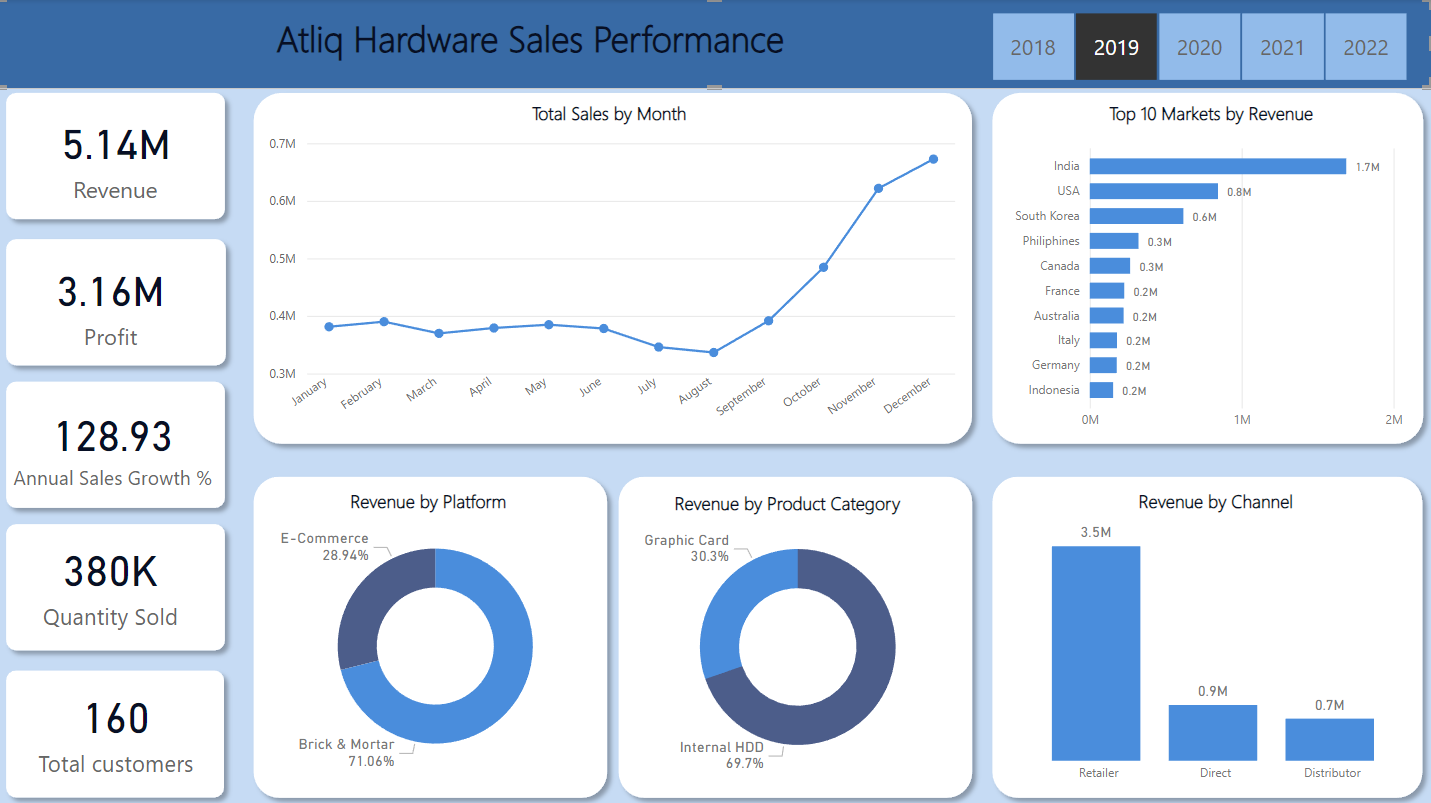 Atliq Hardware Sales Performance
2018
2019
2020
2021
2022
5.14M
Revenue
3.16M
Profit
128.93
Annual Sales Growth %
380K
Quantity Sold
160
Total customers
Total Sales by Month
0.7M
0.6M
0.5M
0.4M
0.3M
January
February
March
April
May
June
July
August
September
October
November
December
Top 10 Markets by Revenue
India 1.7M
USA 0.8M
South Korea 0.6M
Philiphines 0.3M
Canada 0.3M
France 0.2M
Australia 0.2M
Italy 0.2M
Germany 0.2M
Indonesia 0.2M
0M 1M 2M
Revenue by Platform
E-Commerce
28.94%
Brick & Mortar
71.06%
Revenue by Product Category
Graphic Card
30.3%
Internal HDD
69.7%
Revenue by Channel
3.5M
0.9M
0.7M
Retailer
Direct
Distributor